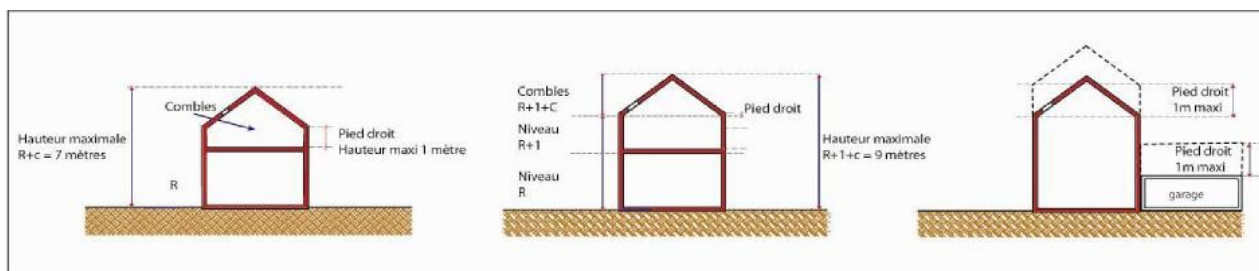 Combles
Hauteur maximale
R+c = 7 mètres
Pied droit
Hauteur maxi 1 mètre
R
Combles
R+1+C
Pied droit
Niveau
R+1
Hauteur maximale
R+1+c = 9 mètres
Niveau
R
Pied droit
1m maxi
Pied droit
1m maxi
garage